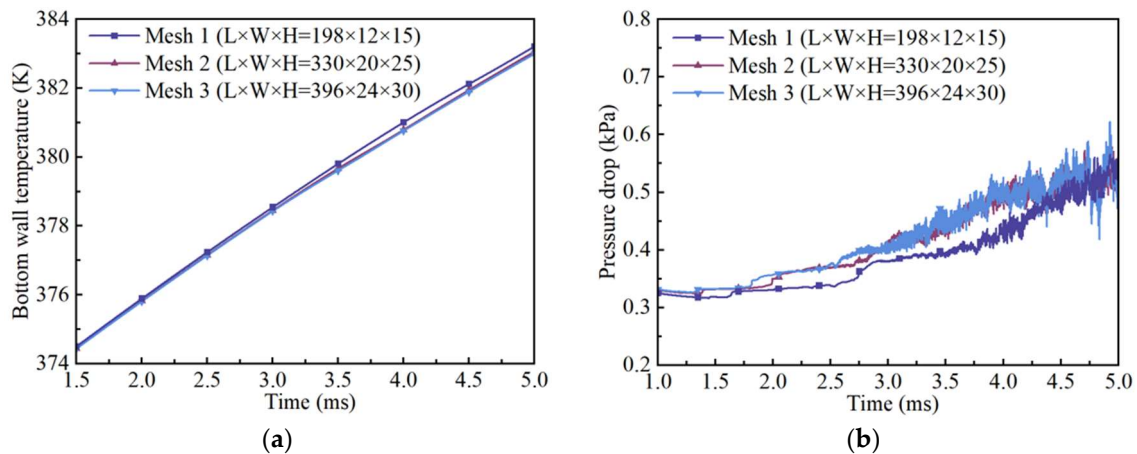 384
382
380
378
376
374
Bottom wall temperature (K)
Mesh 1 (L×W×H=198×12×15)
Mesh 2 (L×W×H=330×20×25)
Mesh 3 (L×W×H=396×24×30)
1.5 2.0 2.5 3.0 3.5 4.0 4.5 5.0
Time (ms)
(a)
0.8
0.7
0.6
0.5
0.4
0.3
0.2
Pressure drop (kPa)
Mesh 1 (L×W×H=198×12×15)
Mesh 2 (L×W×H=330×20×25)
Mesh 3 (L×W×H=396×24×30)
1.0 1.5 2.0 2.5 3.0 3.5 4.0 4.5 5.0
Time (ms)
(b)